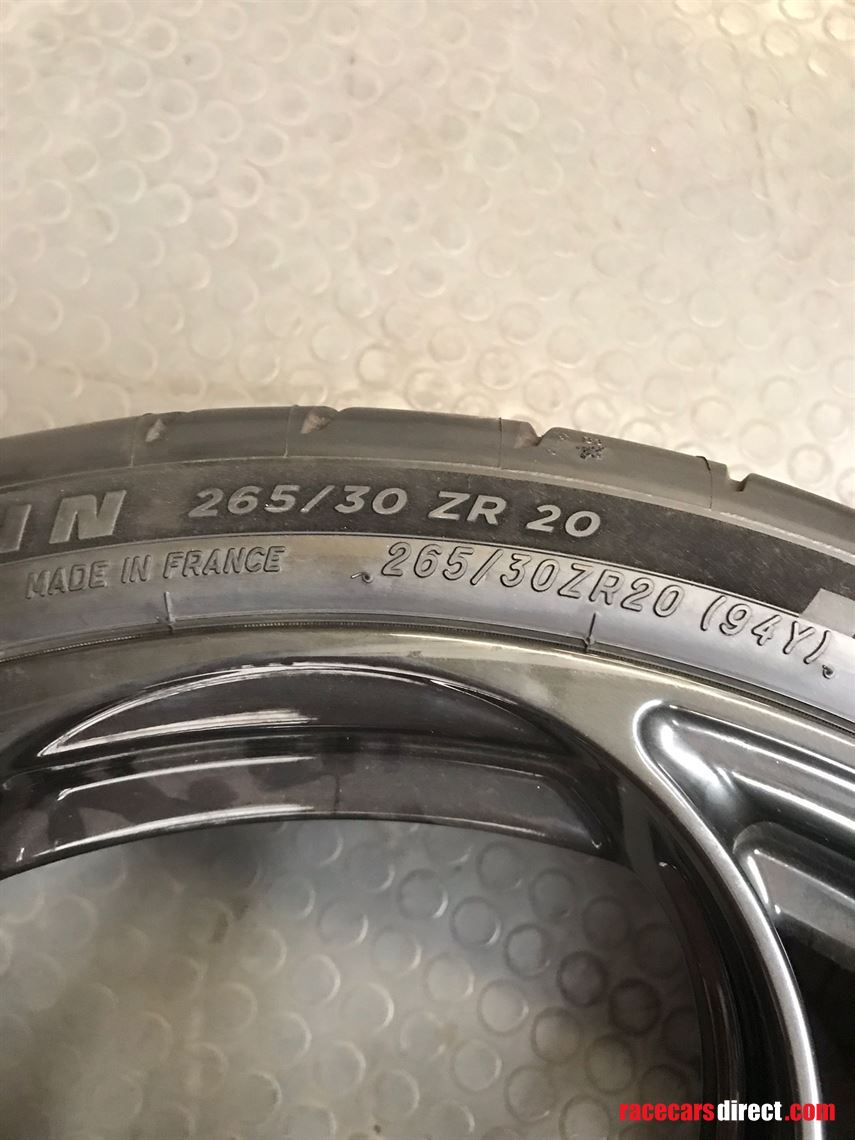 IN 265/30 ZR 20
MADE IN FRANCE 265/30ZR20 (94Y).
racecarsdirect.com